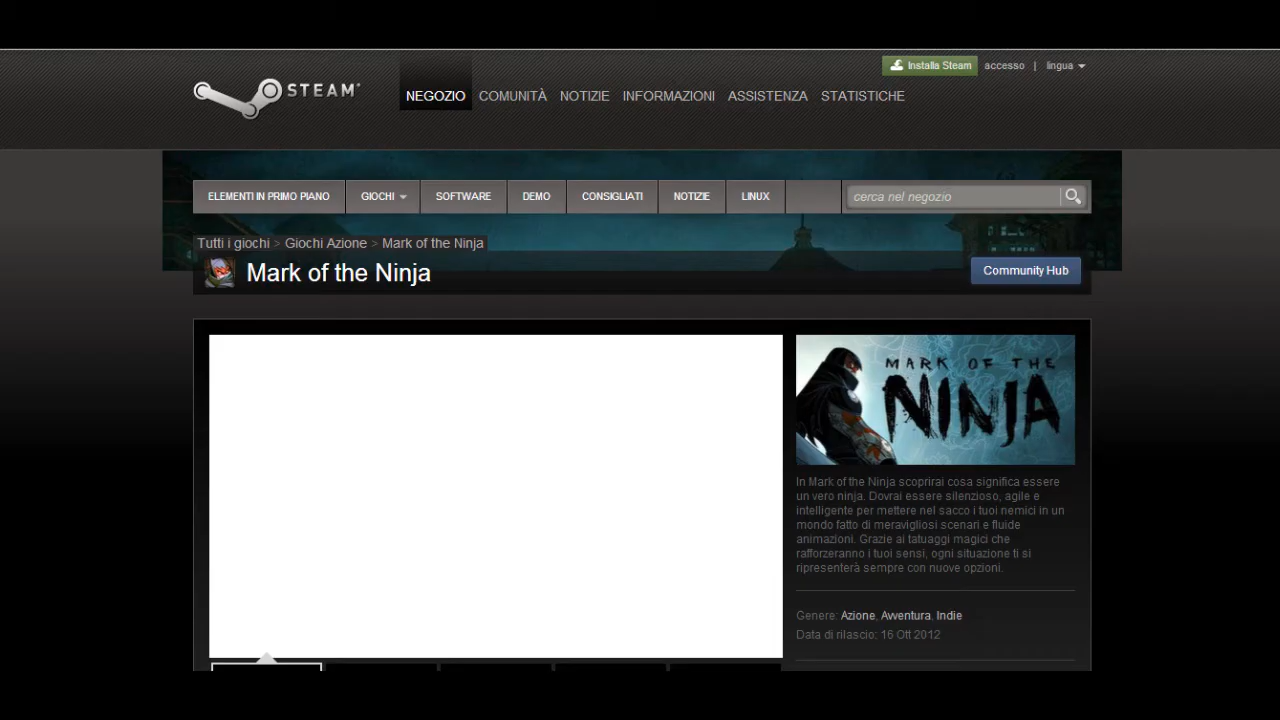 Installa Steam accesso | lingua
STEAM®
NEGOZIO COMUNITÀ NOTIZIE INFORMAZIONI ASSISTENZA STATISTICHE
ELEMENTI IN PRIMO PIANO GIOCHI SOFTWARE DEMO CONSIGLIATI NOTIZIE LINUX cerca nel negozio
Tutti i giochi > Giochi Azione > Mark of the Ninja
Mark of the Ninja
Community Hub
MARK OF THE
NINJA
In Mark of the Ninja scoprirai cosa significa essere
un vero ninja. Dovrai essere silenzioso, agile e
intelligente per mettere nel sacco i tuoi nemici in un
mondo fatto di meravigliosi scenari e fluide
animazioni. Grazie ai tatuaggi magici che
rafforzeranno i tuoi sensi, ogni situazione ti si
ripresenterà sempre con nuove opzioni.
Genere: Azione, Avventura, Indie
Data di rilascio: 16 Ott 2012